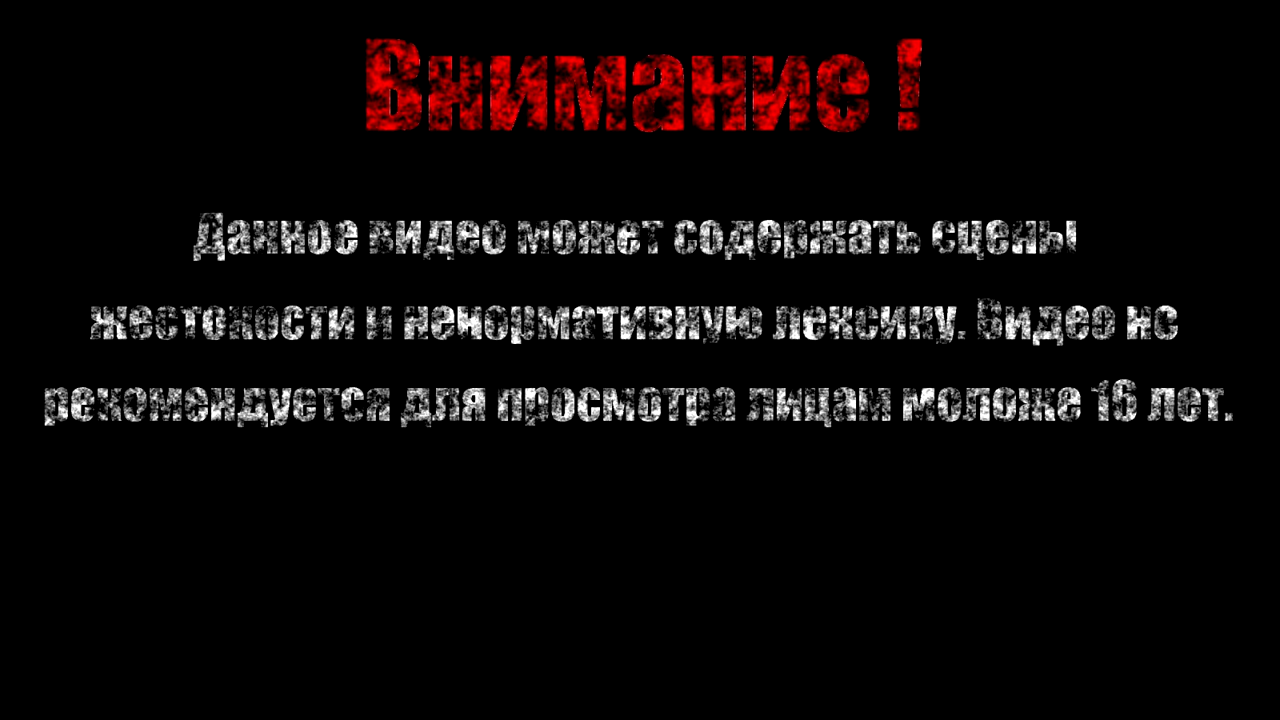 Внимание !
Данное видео может содержать сцены
жестокости и ненормативную лексику. Видео не
рекомендуется для просмотра лицам моложе 16 лет.